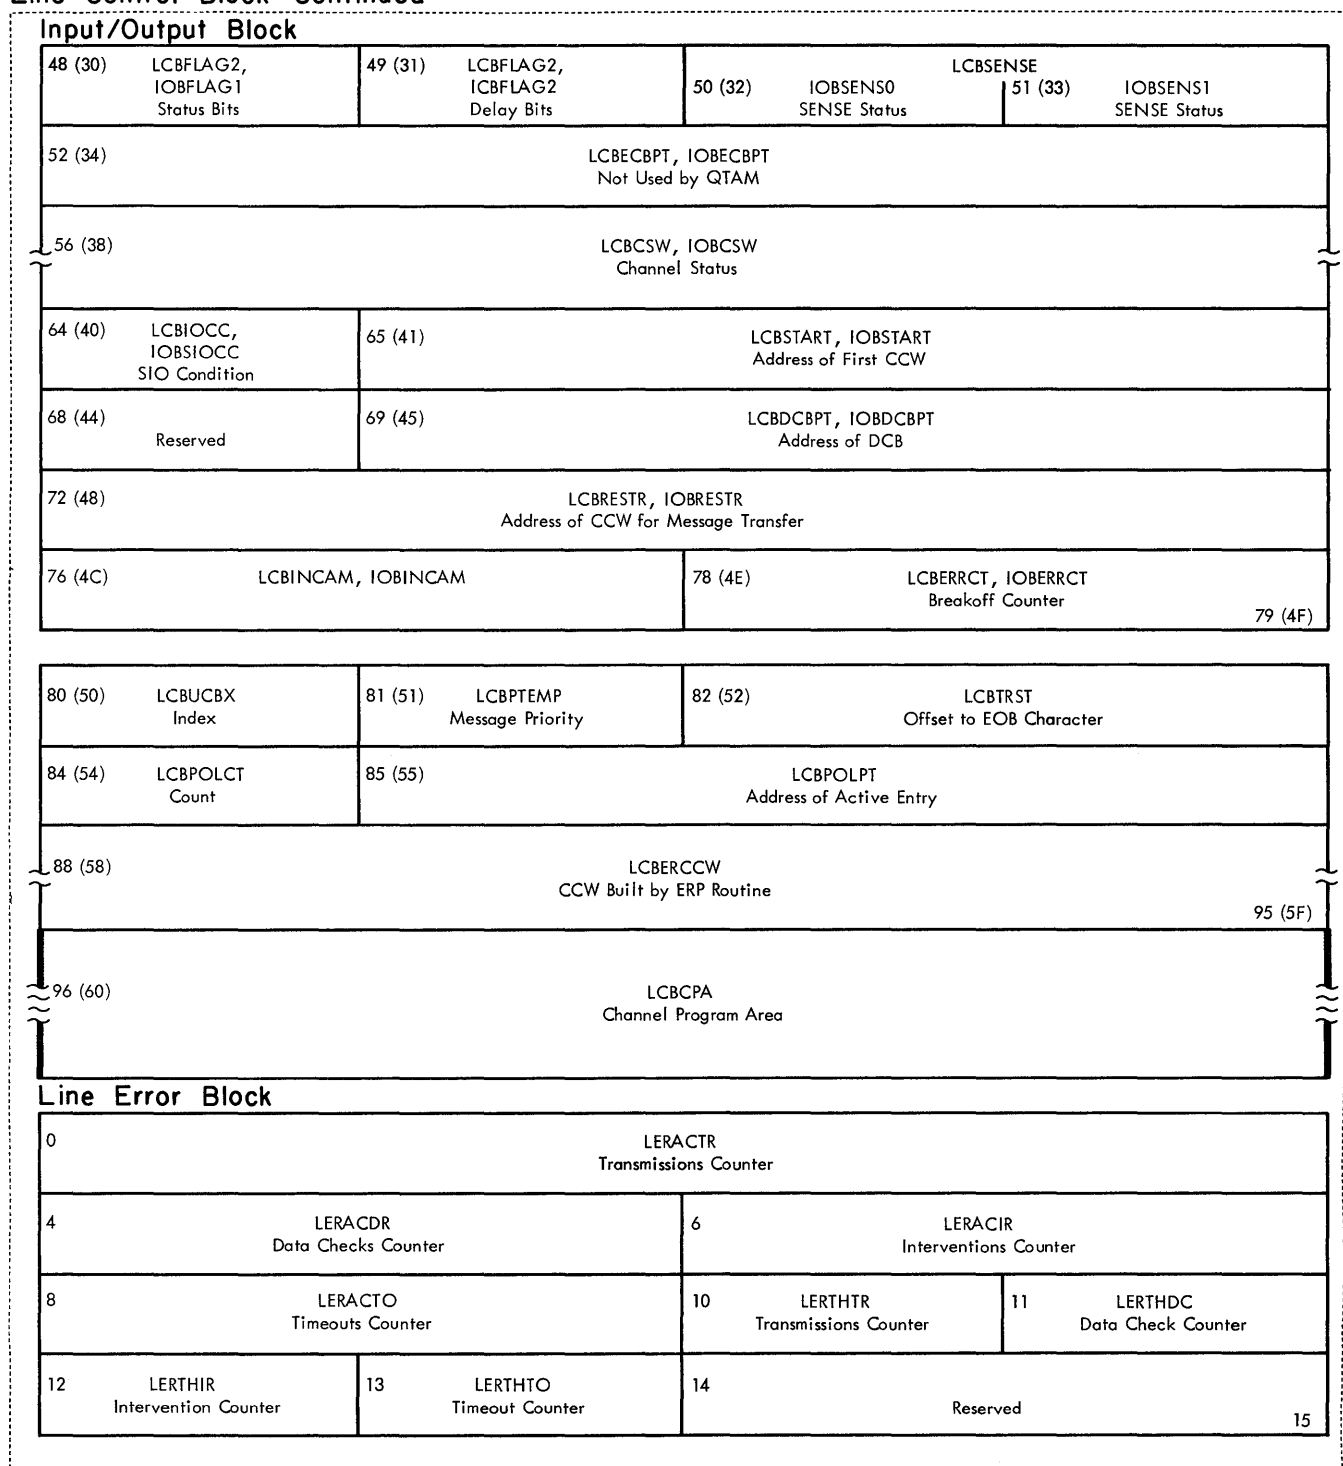 Line Control Block Continued
Input/Output Block
48 (30) LCBFLAG2, IOBFLAG1 Status Bits
49 (31) LCBFLAG2, ICBFLAG2 Delay Bits
LCBSENSE
50 (32) IOBSENS0 SENSE Status
51 (33) IOBSENS1 SENSE Status
52 (34) LCBECBPT, IOBECBPT
Not Used by QTAM
56 (38) LCBCSW, IOBCSW
Channel Status
64 (40) LCBIOCC, IOBSIOCC SIO Condition
65 (41) LCBSTART, IOBSTART
Address of First CCW
68 (44) Reserved
69 (45) LCBDCBPT, IOBDCBPT
Address of DCB
72 (48) LCBRESTR, IOBRESTR
Address of CCW for Message Transfer
76 (4C) LCBINCAM, IOBINCAM
78 (4E) LCBERRCT, IOBERRCT
Breakoff Counter
79 (4F)
80 (50) LCBUCBX
Index
81 (51) LCBPTEMP
Message Priority
82 (52) LCBTRST
Offset to EOB Character
84 (54) LCBPOLCT
Count
85 (55) LCBPOLPT
Address of Active Entry
88 (58) LCBERCCW
CCW Built by ERP Routine
95 (5F)
96 (60) LCBCPA
Channel Program Area
Line Error Block
0 LERACTR
Transmissions Counter
4 LERACDR
Data Checks Counter
6 LERACIR
Interventions Counter
8 LERACTO
Timeouts Counter
10 LERTHTR
Transmissions Counter
11 LERTHDC
Data Check Counter
12 LERTHIR
Intervention Counter
13 LERTHTO
Timeout Counter
14 Reserved
15